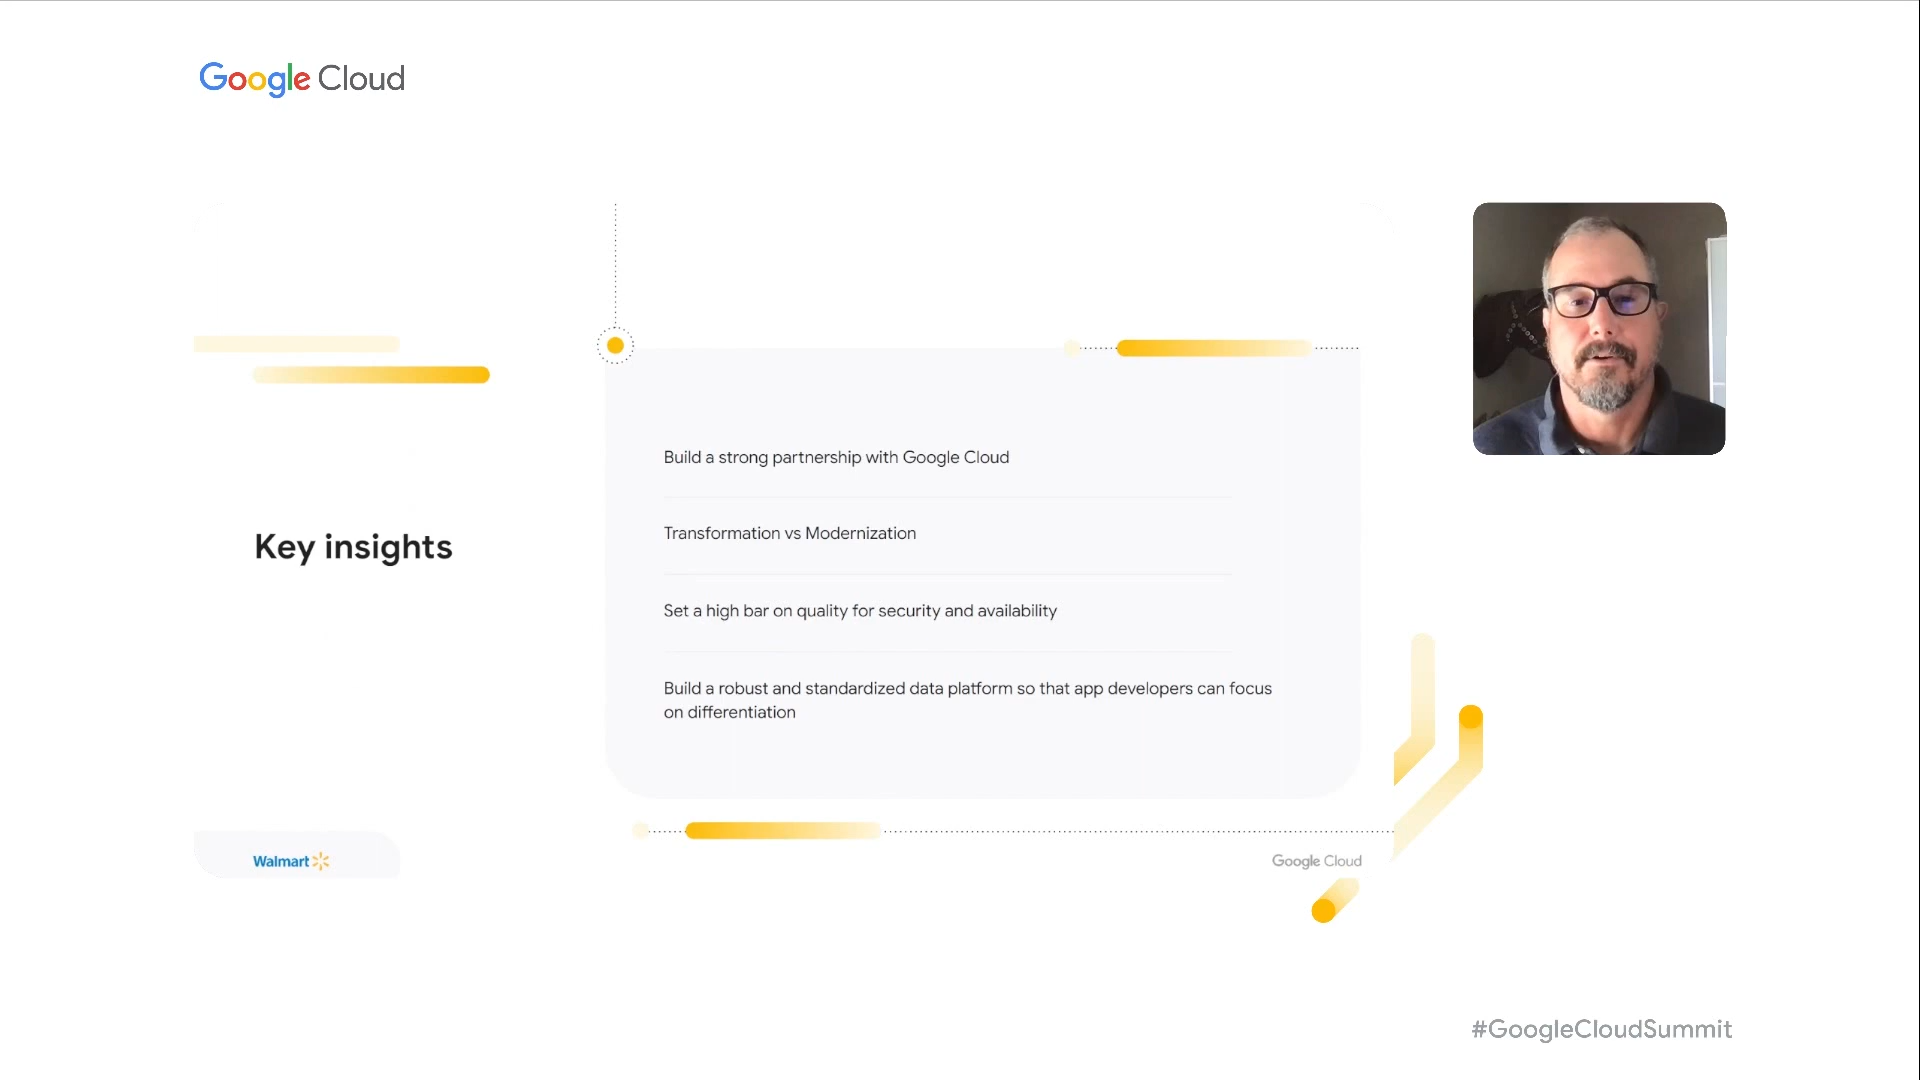 Google Cloud
Key insights
Build a strong partnership with Google Cloud
Transformation vs Modernization
Set a high bar on quality for security and availability
Build a robust and standardized data platform so that app developers can focus
on differentiation
Walmart
Google Cloud
#GoogleCloudSummit